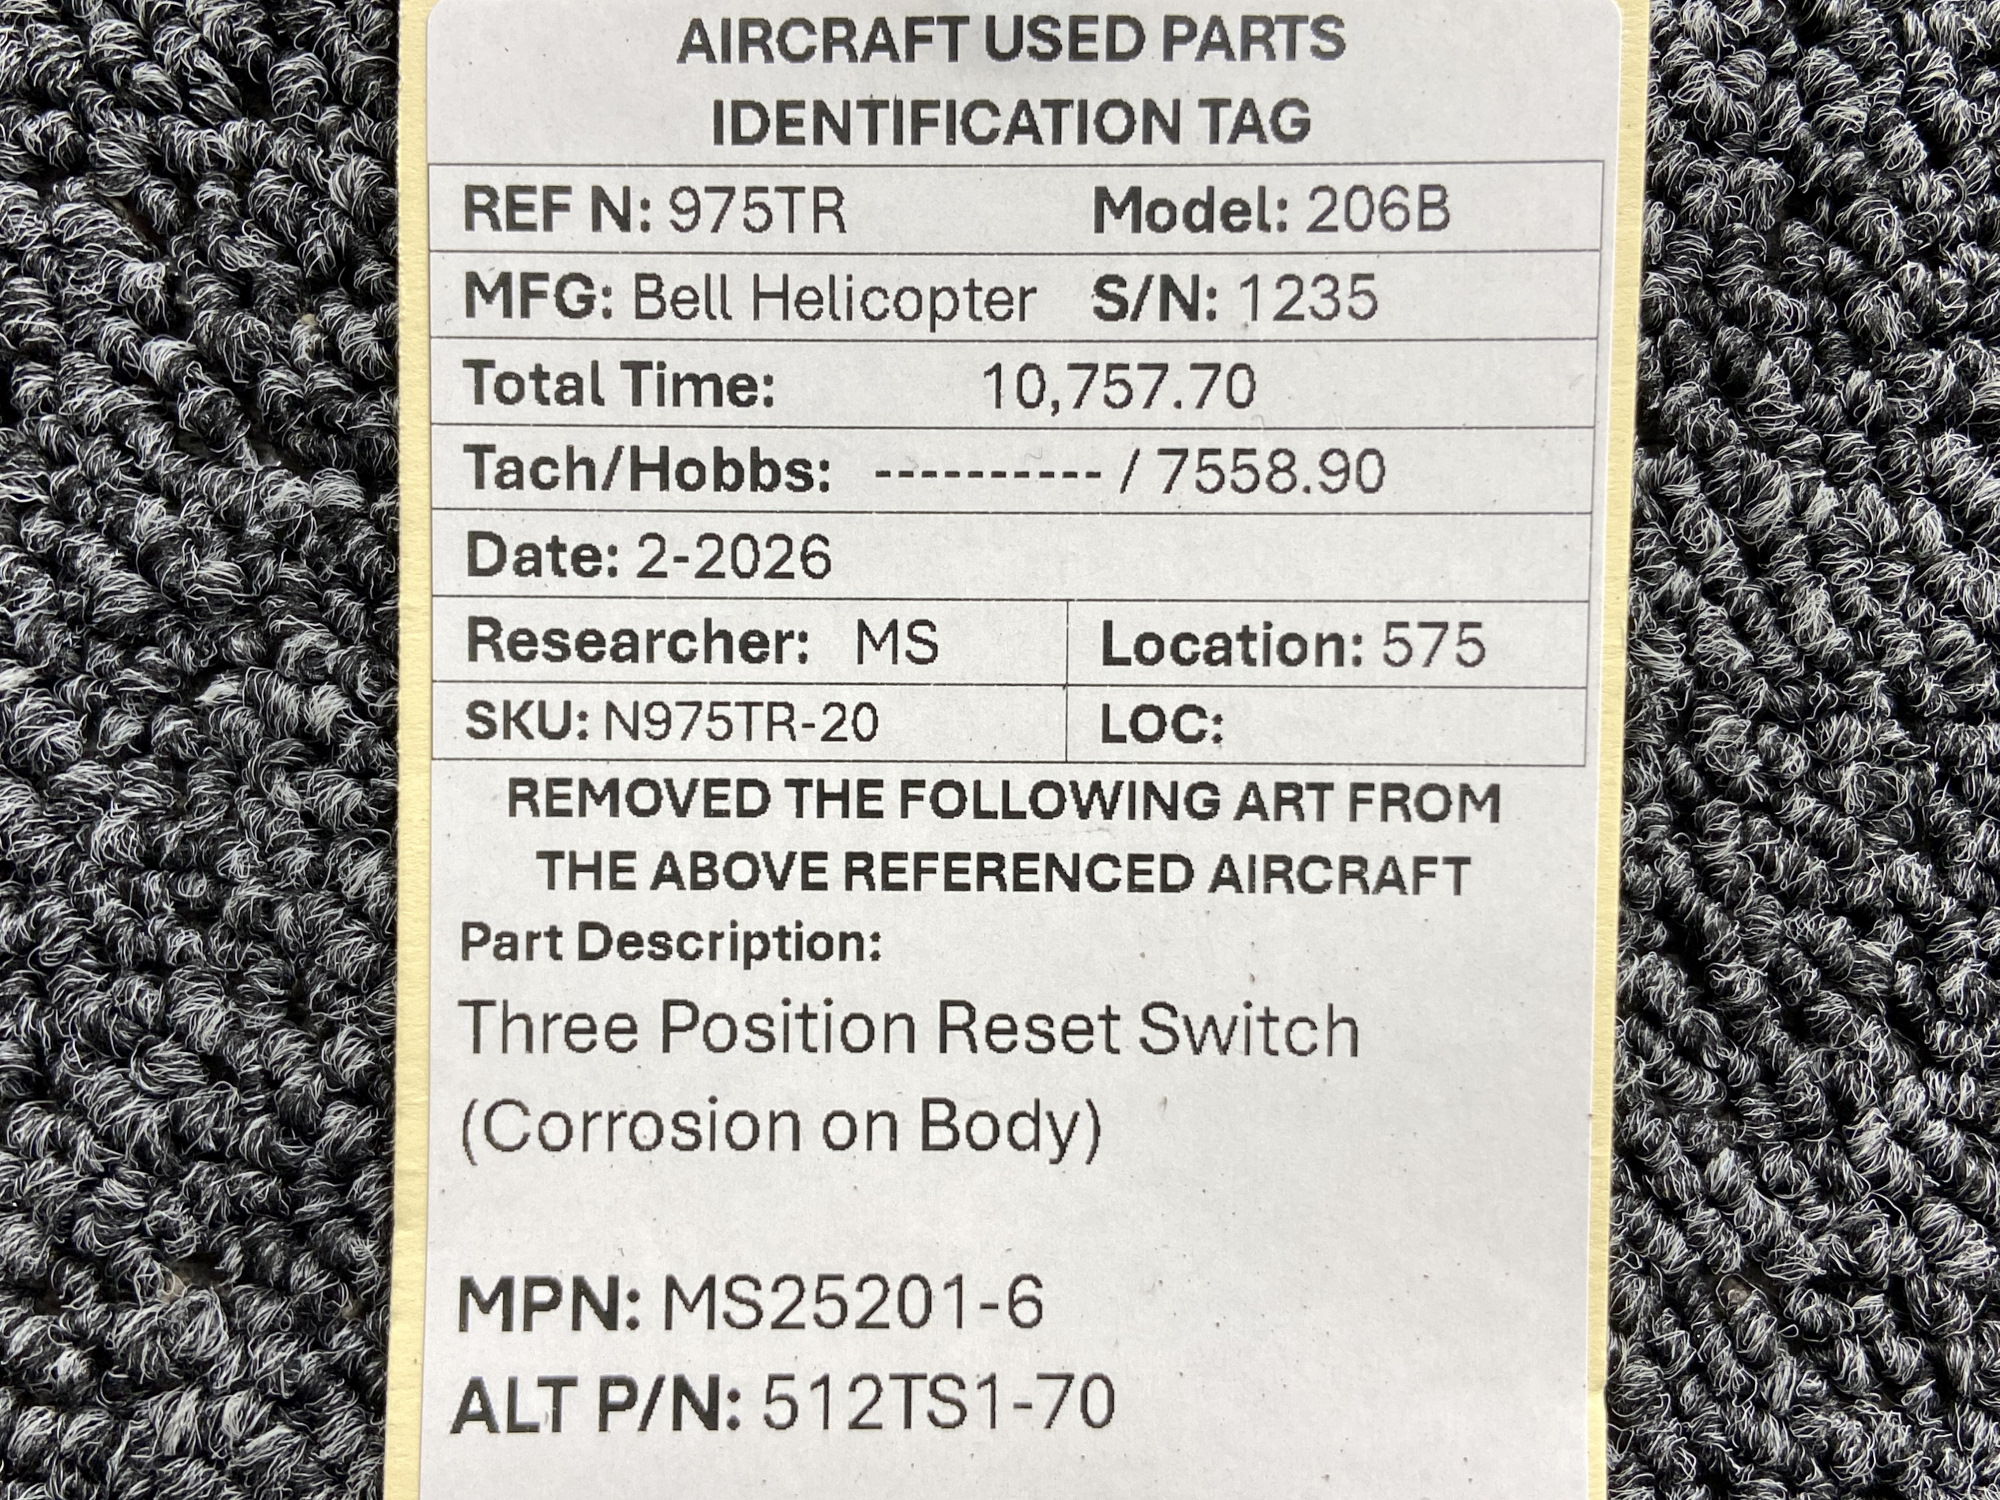 AIRCRAFT USED PARTS
IDENTIFICATION TAG
REF N: 975TR Model: 206B
MFG: Bell Helicopter S/N: 1235
Total Time: 10,757.70
Tach/Hobbs: ---------- / 7558.90
Date: 2-2026
Researcher: MS Location: 575
SKU: N975TR-20 LOC:
REMOVED THE FOLLOWING ART FROM
THE ABOVE REFERENCED AIRCRAFT
Part Description:
Three Position Reset Switch
(Corrosion on Body)
MPN: MS25201-6
ALT P/N: 512TS1-70